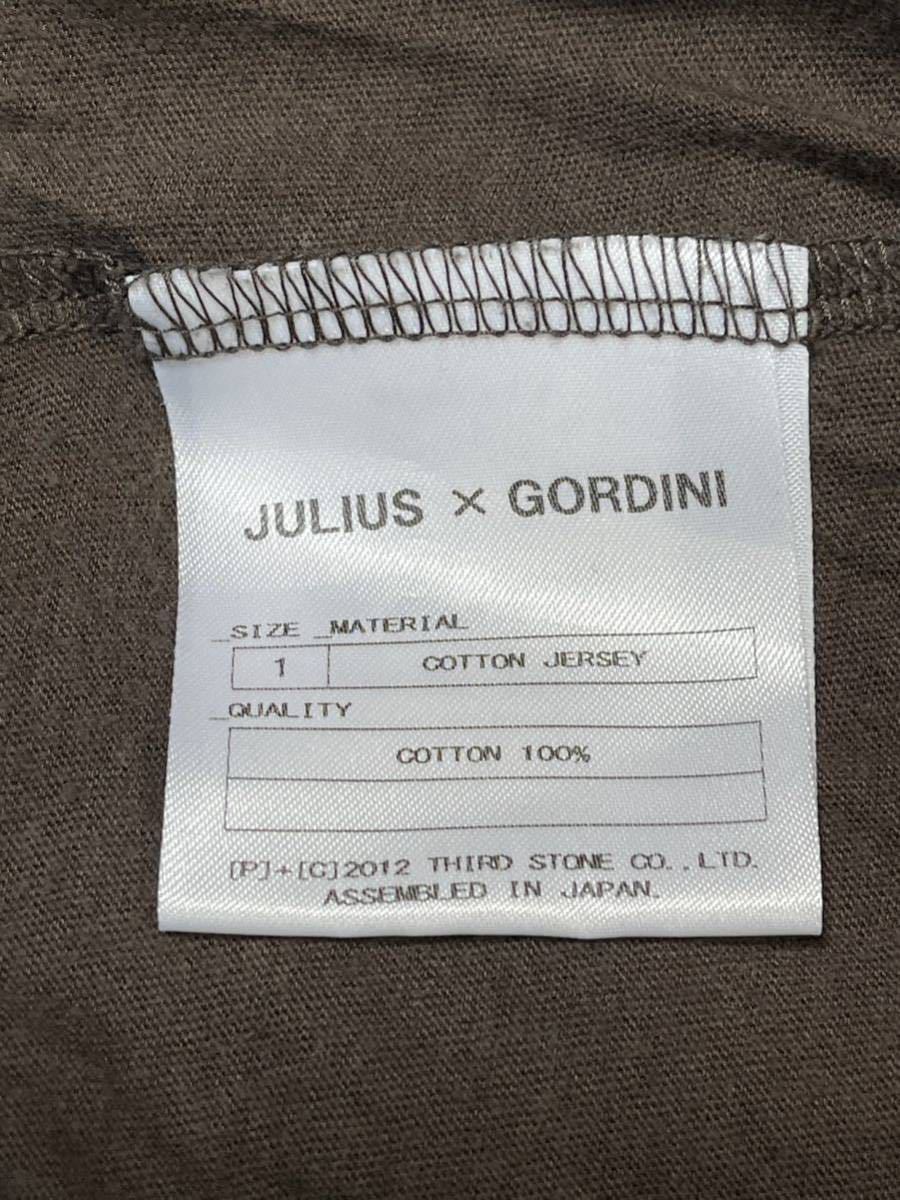 JULIUS × GORDINI
_SIZE _MATERIAL
1 COTTON JERSEY
_QUALITY
COTTON 100%
[P]+[C]2012 THIRD STONE CO.,LTD.
ASSEMBLED IN JAPAN.